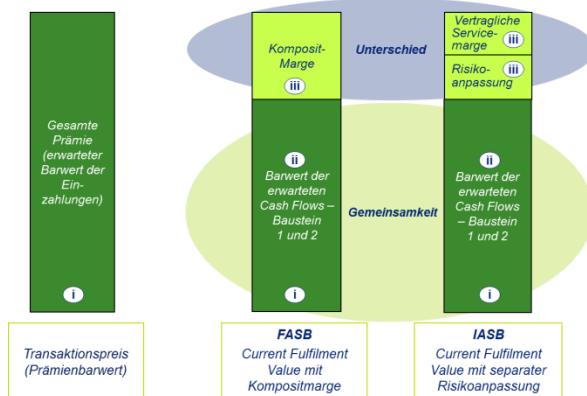 Gesamte
Prämie
(erwarteter
Barwert der
Ein-
zahlungen)
i
Transaktionspreis
(Prämienbarwert)
Komposit-
Marge
iii
ii
Barwert der
erwarteten
Cash Flows –
Baustein
1 und 2
i
FASB
Current Fulfilment
Value mit
Kompositmarge
Unterschied
Gemeinsamkeit
Vertragliche
Service-
marge
iii
Risiko-
anpassung
iii
ii
Barwert der
erwarteten
Cash Flows
– Baustein
1 und 2
i
IASB
Current Fulfilment
Value mit separater
Risikoanpassung